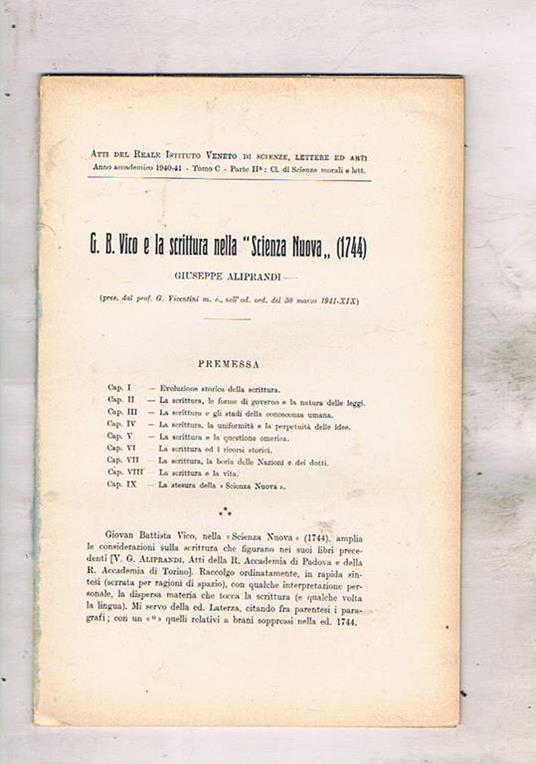 ATTI DEL REALE ISTITUTO VENETO DI SCIENZE, LETTERE ED ARTI
Anno accademico 1940-41 - Tomo C - Parte IIª: Cl. di Scienze morali e lett.
G. B. Vico e la scrittura nella "Scienza Nuova„ (1744)
GIUSEPPE ALIPRANDI
(pres. dal prof. G. Vicentini m. e., nell'ad. ord. del 30 marzo 1941-XIX)
PREMESSA
Cap. I — Evoluzione storica della scrittura.
Cap. II — La scrittura, le forme di governo e la natura delle leggi.
Cap. III — La scrittura e gli stadi della conoscenza umana.
Cap. IV — La scrittura, la uniformità e la perpetuità delle idee.
Cap. V — La scrittura e la questione omerica.
Cap. VI — La scrittura ed i ricorsi storici.
Cap. VII — La scrittura, la boria delle Nazioni e dei dotti.
Cap. VIII — La scrittura e la vita.
Cap. IX — La stesura della « Scienza Nuova ».
Giovan Battista Vico, nella « Scienza Nuova » (1744), amplia
le considerazioni sulla scrittura che figurano nei suoi libri prece-
denti [V. G. ALIPRANDI, Atti della R. Accademia di Padova e della
R. Accademia di Torino]. Raccolgo ordinatamente, in rapida sin-
tesi (serrata per ragioni di spazio), con qualche interpretazione per-
sonale, la dispersa materia che tocca la scrittura (e qualche volta
la lingua). Mi servo della ed. Laterza, citando fra parentesi i para-
grafi; con un « º » quelli relativi a brani soppressi nella ed. 1744.